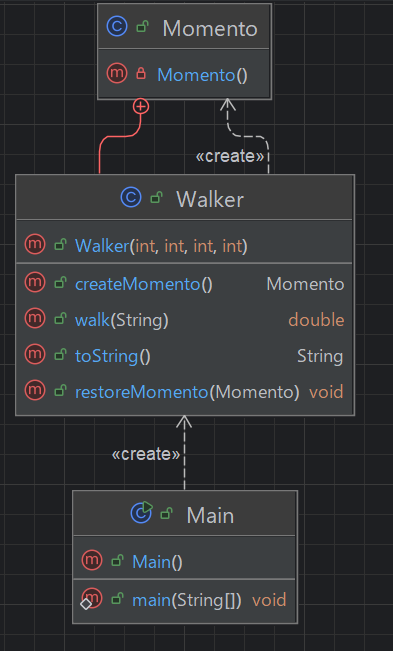 C Momento
m Momento()
«create»
C Walker
m Walker(int, int, int, int)
m createMomento() Momento
m walk(String) double
m toString() String
m restoreMomento(Momento) void
«create»
C Main
m Main()
m main(String[]) void